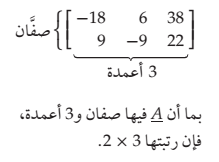 صفَّان { [ −18 6 38
9 −9 22 ]
3 أعمدة
بما أن A فيها صفان و3 أعمدة،
فإن رتبتها 3 × 2.